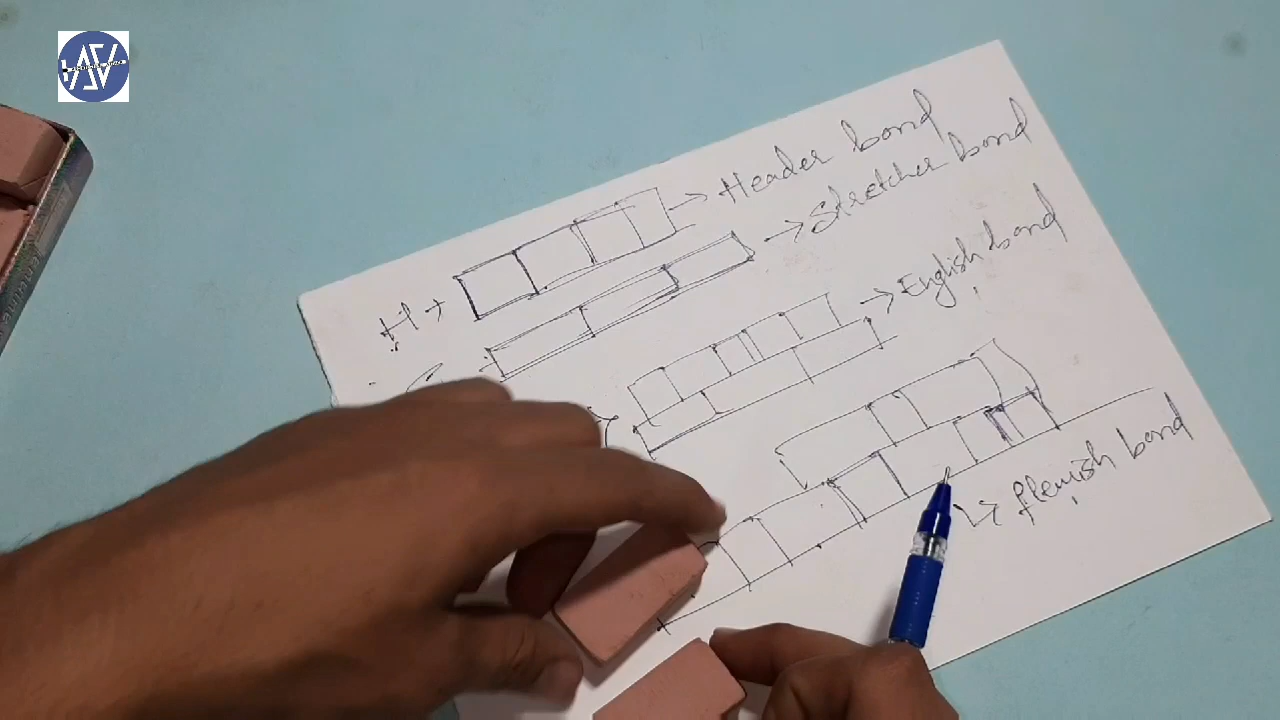 H → → Header bond
→ Stretcher bond
→ English bond
→ flemish bond